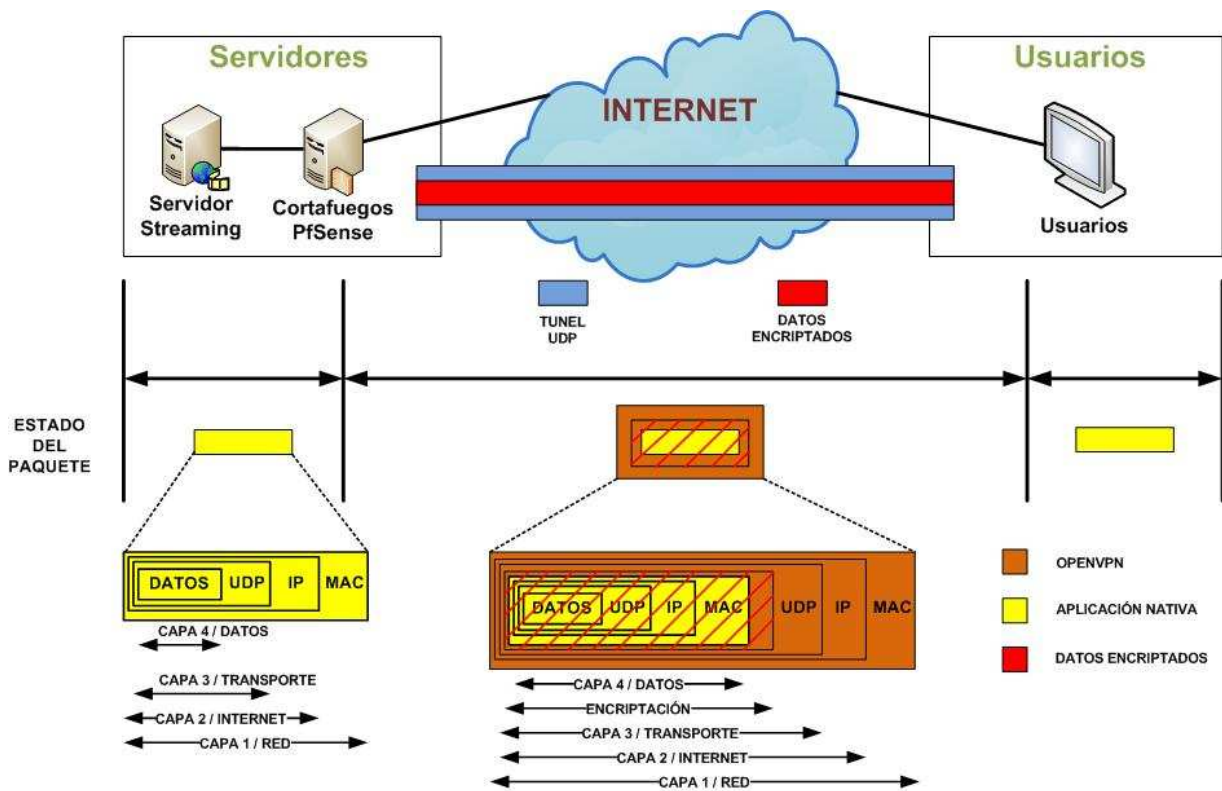 Servidores
Usuarios
INTERNET
Servidor
Streaming
Cortafuegos
PfSense
Usuarios
TUNEL
UDP
DATOS
ENCRIPTADOS
ESTADO
DEL
PAQUETE
DATOS UDP IP MAC
CAPA 4 / DATOS
CAPA 3 / TRANSPORTE
CAPA 2 / INTERNET
CAPA 1 / RED
DATOS UDP IP MAC UDP IP MAC
CAPA 4 / DATOS
ENCRIPTACIÓN
CAPA 3 / TRANSPORTE
CAPA 2 / INTERNET
CAPA 1 / RED
OPENVPN
APLICACIÓN NATIVA
DATOS ENCRIPTADOS